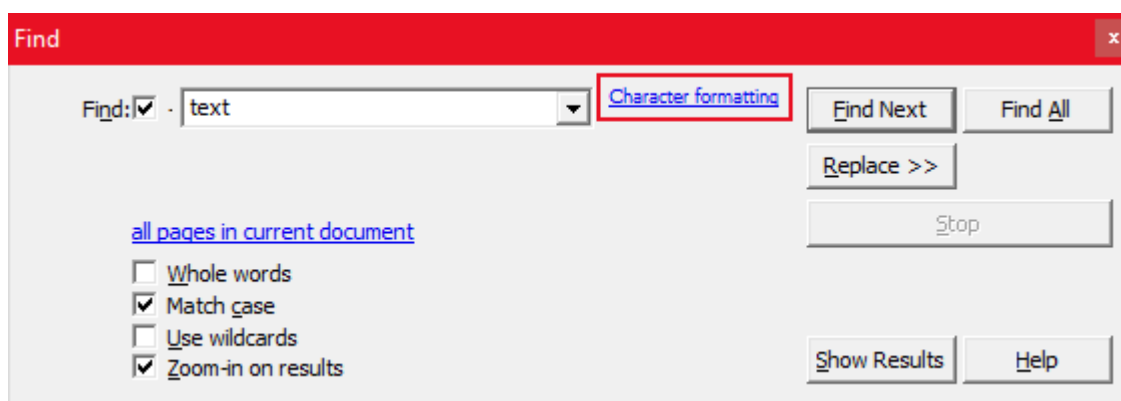 Find
x
Find: - text Character formatting Find Next Find All
Replace >>
Stop
all pages in current document
Whole words
Match case
Use wildcards
Zoom-in on results
Show Results Help